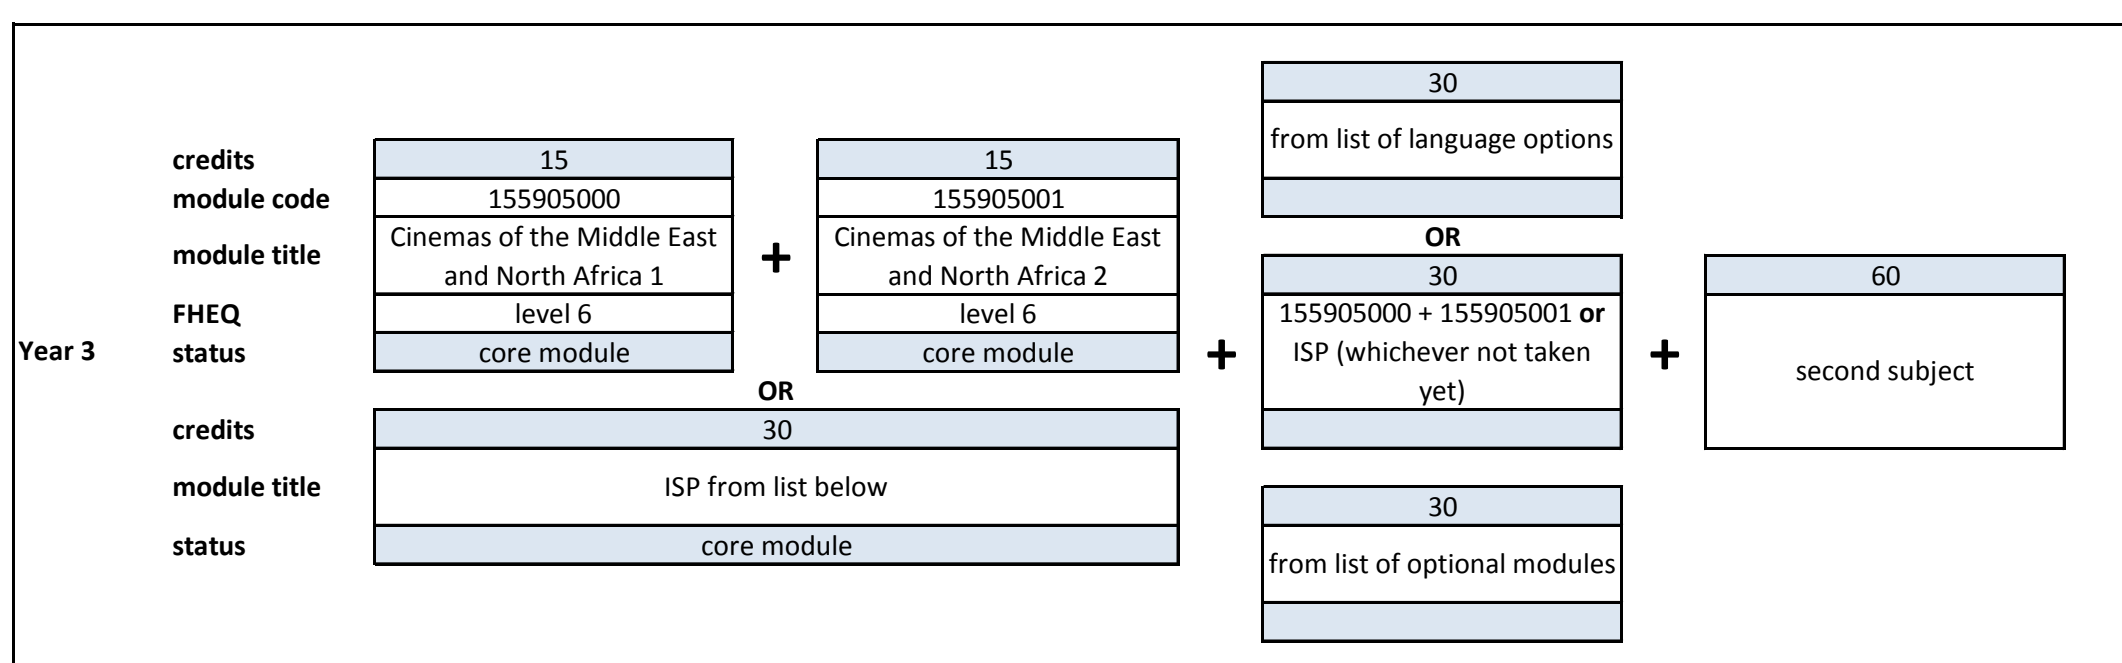 Year 3
credits
module code
module title
FHEQ
status
15
155905000
Cinemas of the Middle East
and North Africa 1
level 6
core module
+
15
155905001
Cinemas of the Middle East
and North Africa 2
level 6
core module
OR
credits
module title
status
30
ISP from list below
core module
+
30
from list of language options
OR
30
155905000 + 155905001 or
ISP (whichever not taken
yet)
30
from list of optional modules
+
60
second subject